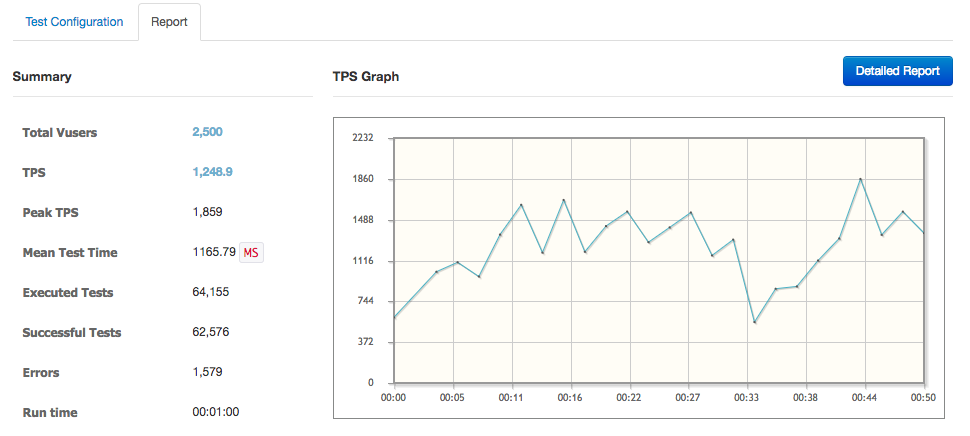 Test Configuration Report
Summary
Total Vusers 2,500
TPS 1,248.9
Peak TPS 1,859
Mean Test Time 1165.79 MS
Executed Tests 64,155
Successful Tests 62,576
Errors 1,579
Run time 00:01:00
TPS Graph
Detailed Report
2232
1860
1488
1116
744
372
0
00:00 00:05 00:11 00:16 00:22 00:27 00:33 00:38 00:44 00:50